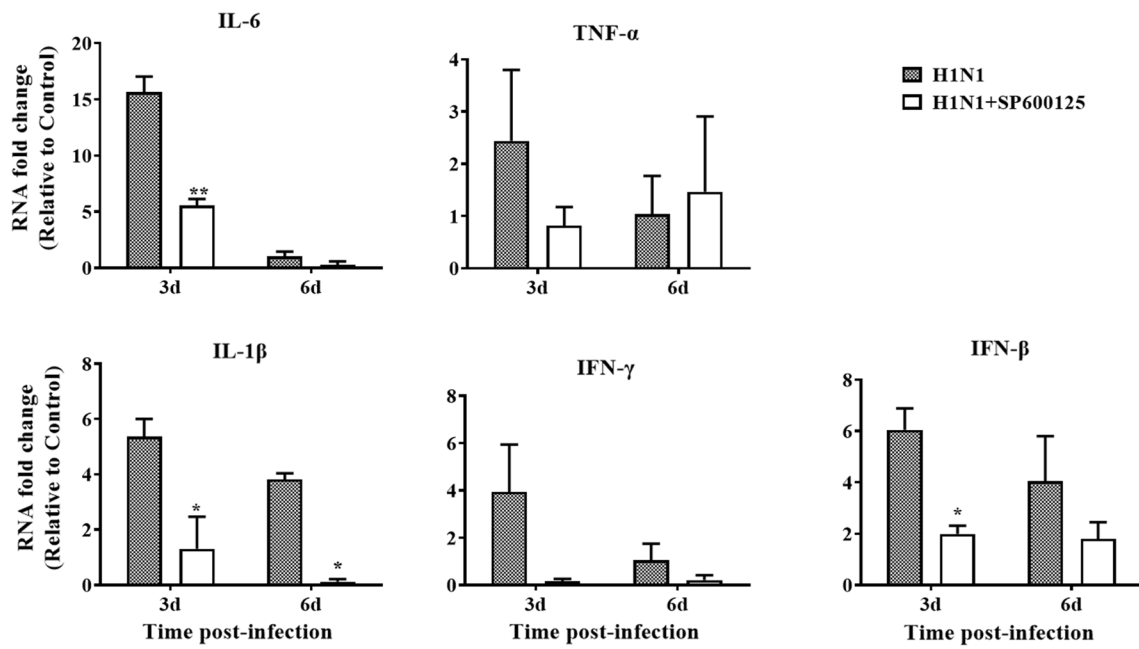 IL-6
RNA fold change
(Relative to Control)
20
15
10
5
0
**
3d
6d
TNF-α
4
3
2
1
0
3d
6d
H1N1
H1N1+SP600125
IL-1β
RNA fold change
(Relative to Control)
8
6
4
2
0
*
*
3d
6d
Time post-infection
IFN-γ
8
6
4
2
0
3d
6d
Time post-infection
IFN-β
8
6
4
2
0
*
3d
6d
Time post-infection